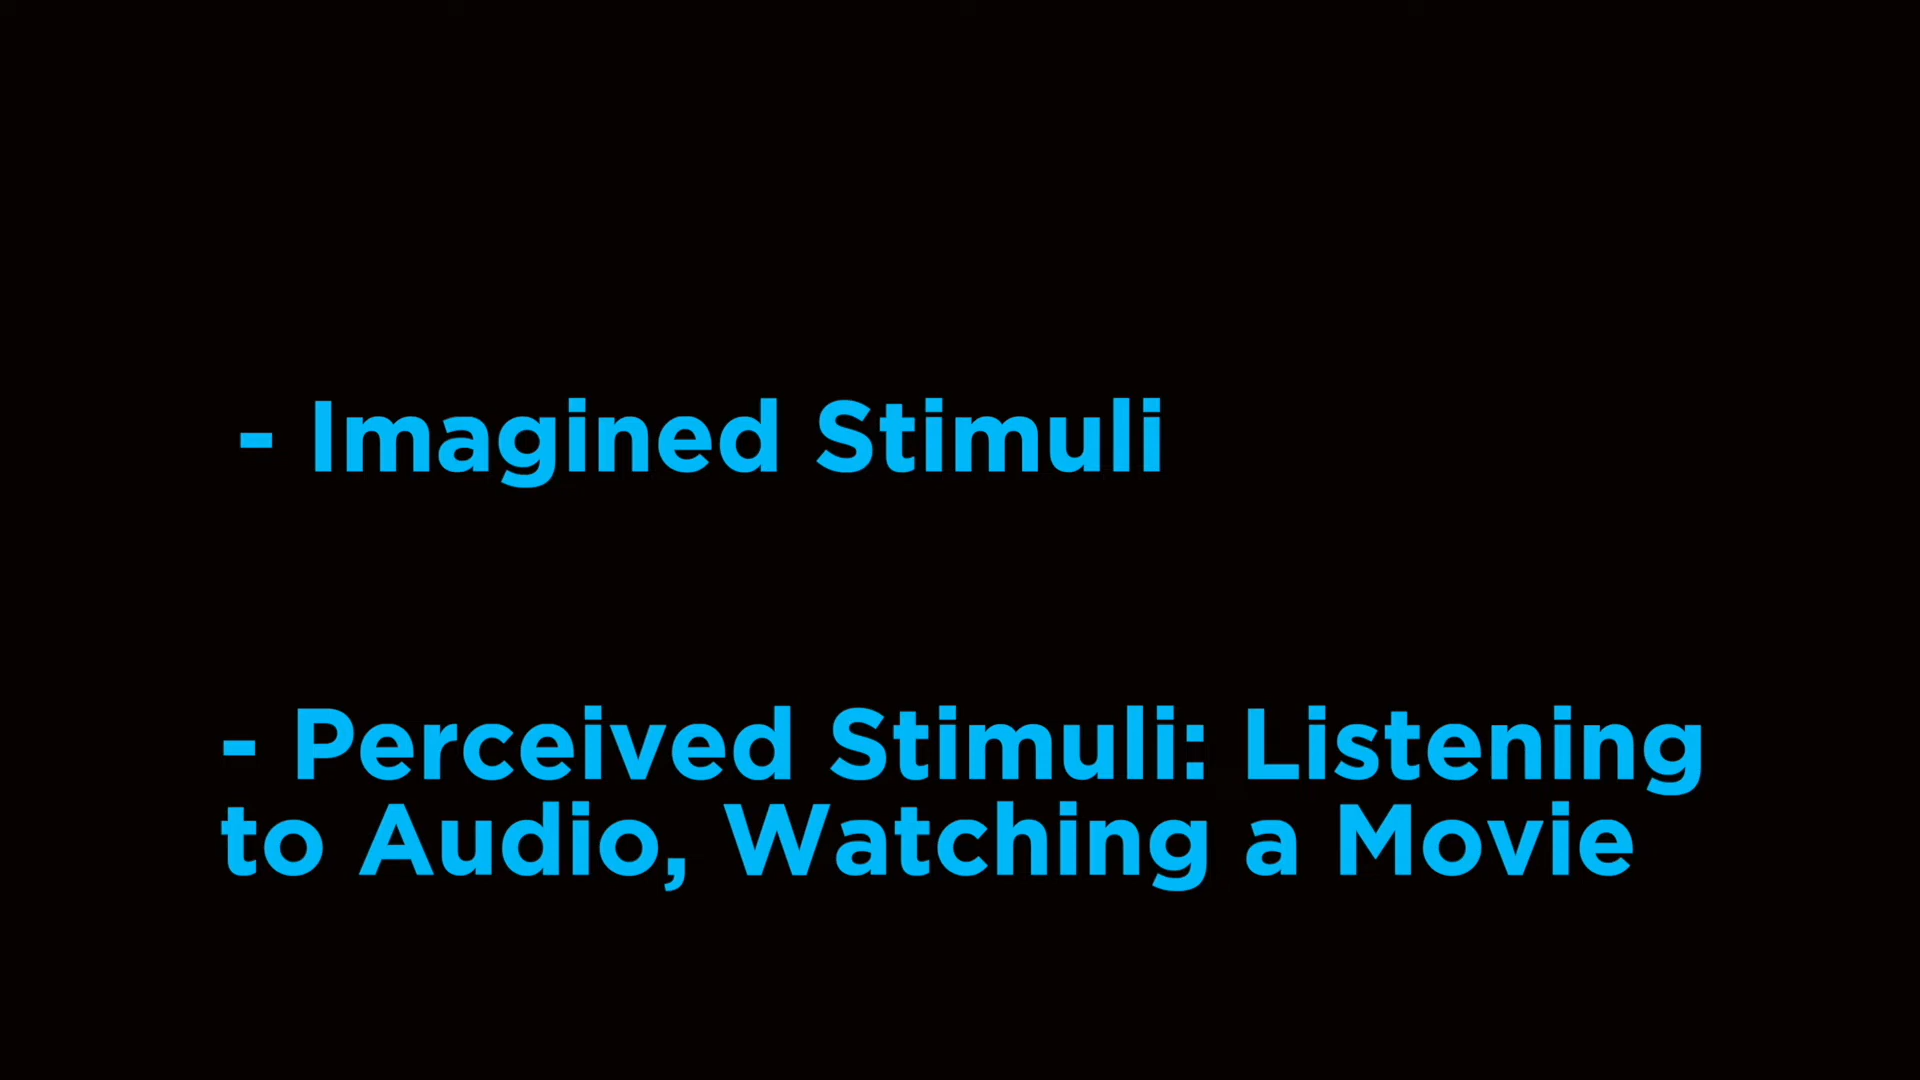 - Imagined Stimuli
- Perceived Stimuli: Listening
to Audio, Watching a Movie